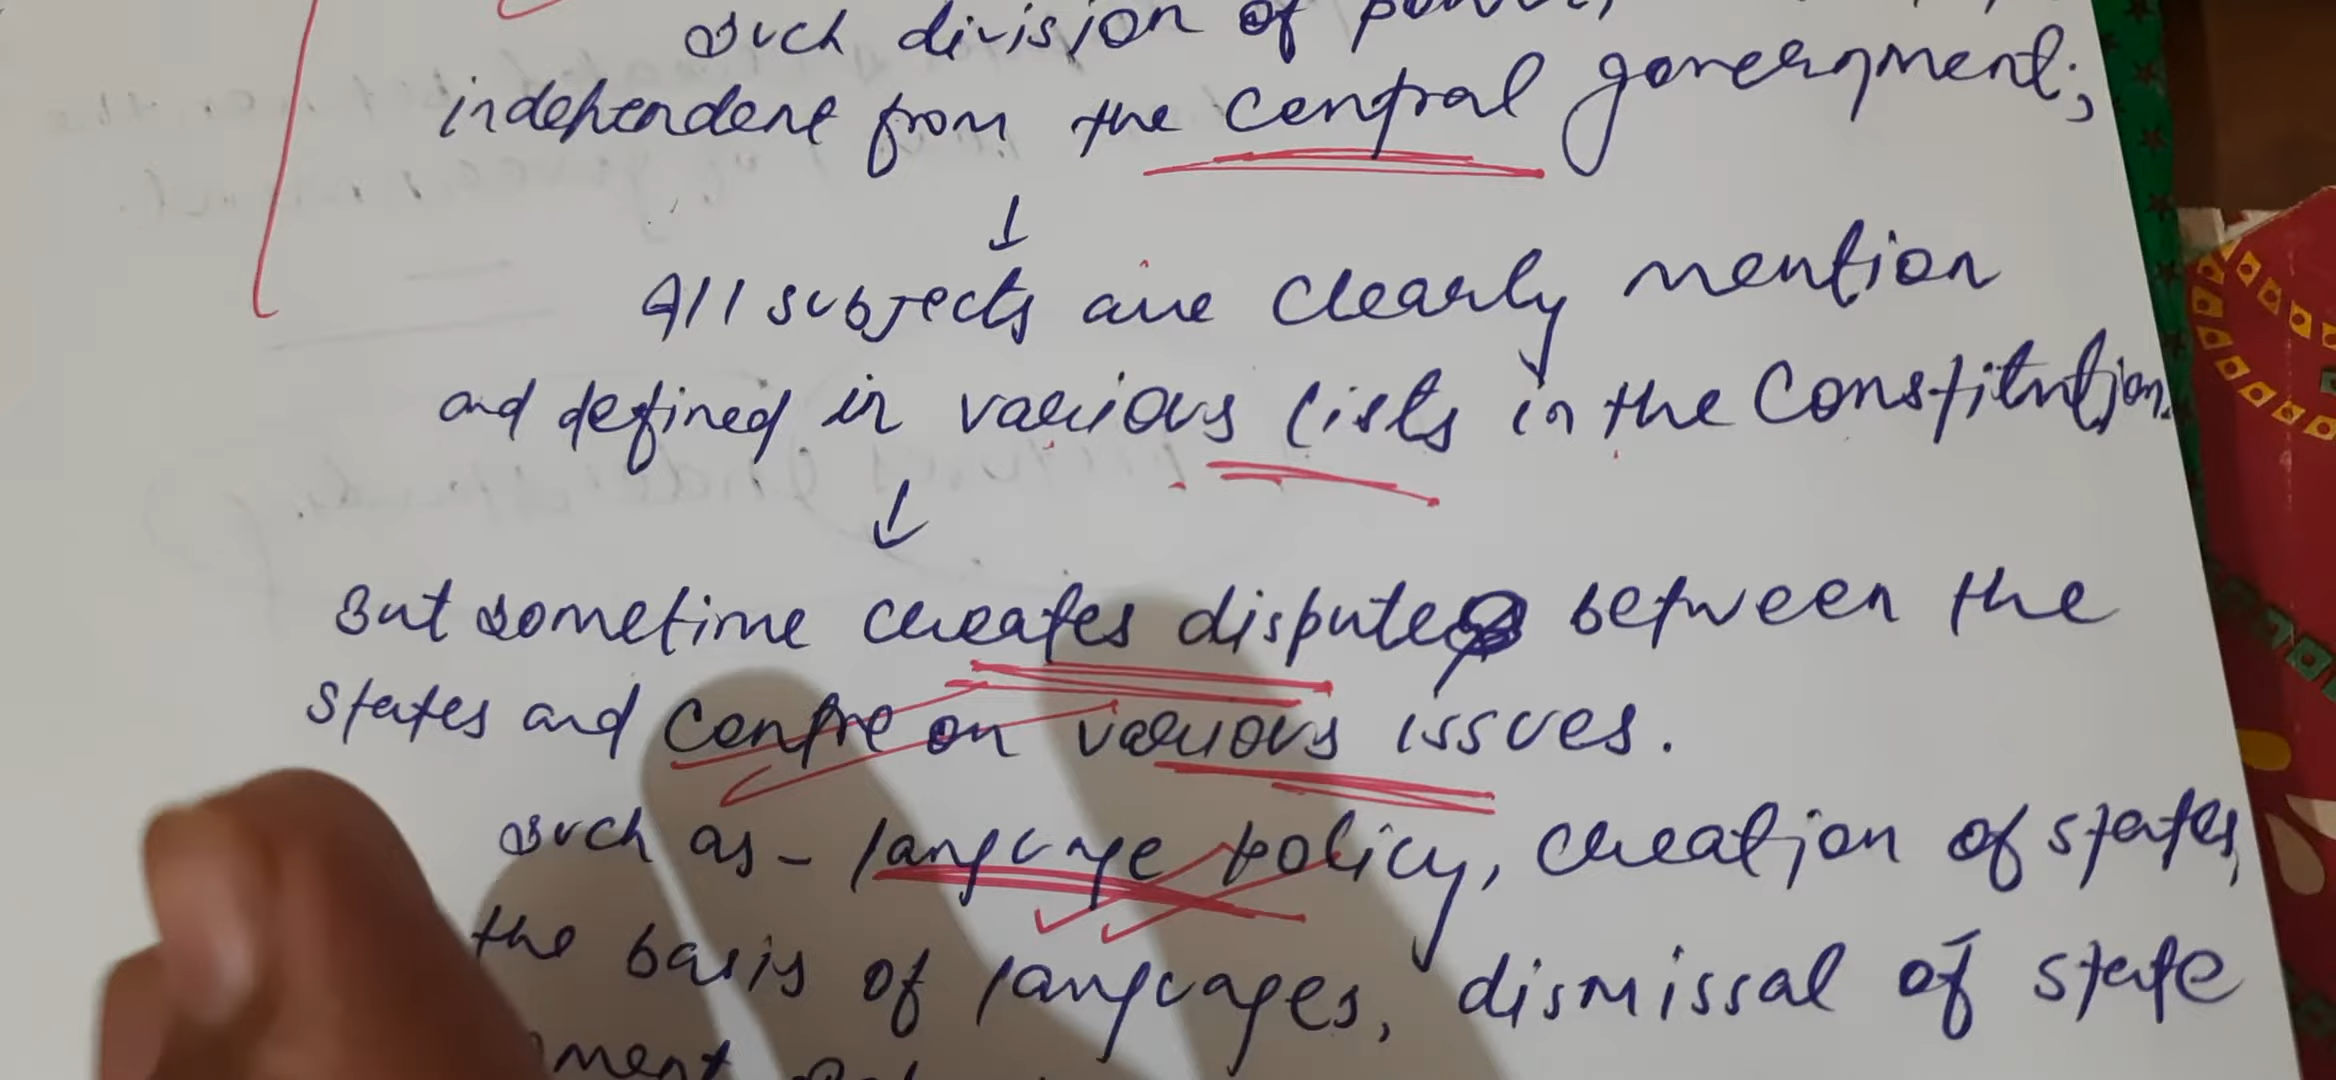 such division of power,
independent from the central government;
↓
All subjects are clearly mention
and defined in various lists in the Constitution.
↓
But sometime creates dispute between the
states and centre on various issues.
such as - language policy, creation of states,
the basis of languages, dismissal of state